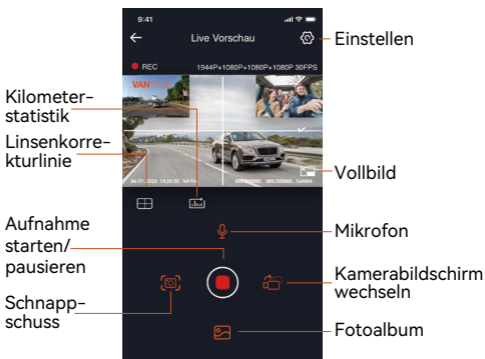 9:41
Live Vorschau
Einstellen
REC
1944P+1080P+1080P+1080P 30FPS
VAN
Kilometer-
statistik
Linsenkorre-
kturlinie
Vollbild
Aufnahme
starten/
pausieren
Mikrofon
Kamerabildschirm
wechseln
Schnapp-
schuss
Fotoalbum